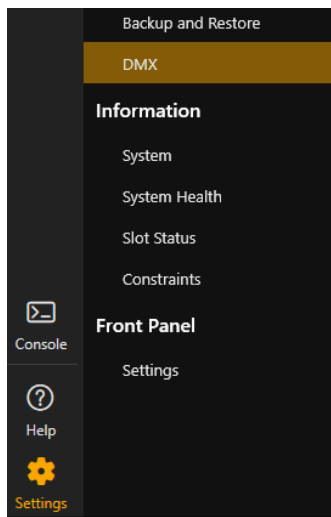 Backup and Restore
DMX
Information
System
System Health
Slot Status
Constraints
Front Panel
Settings
Console
Help
Settings